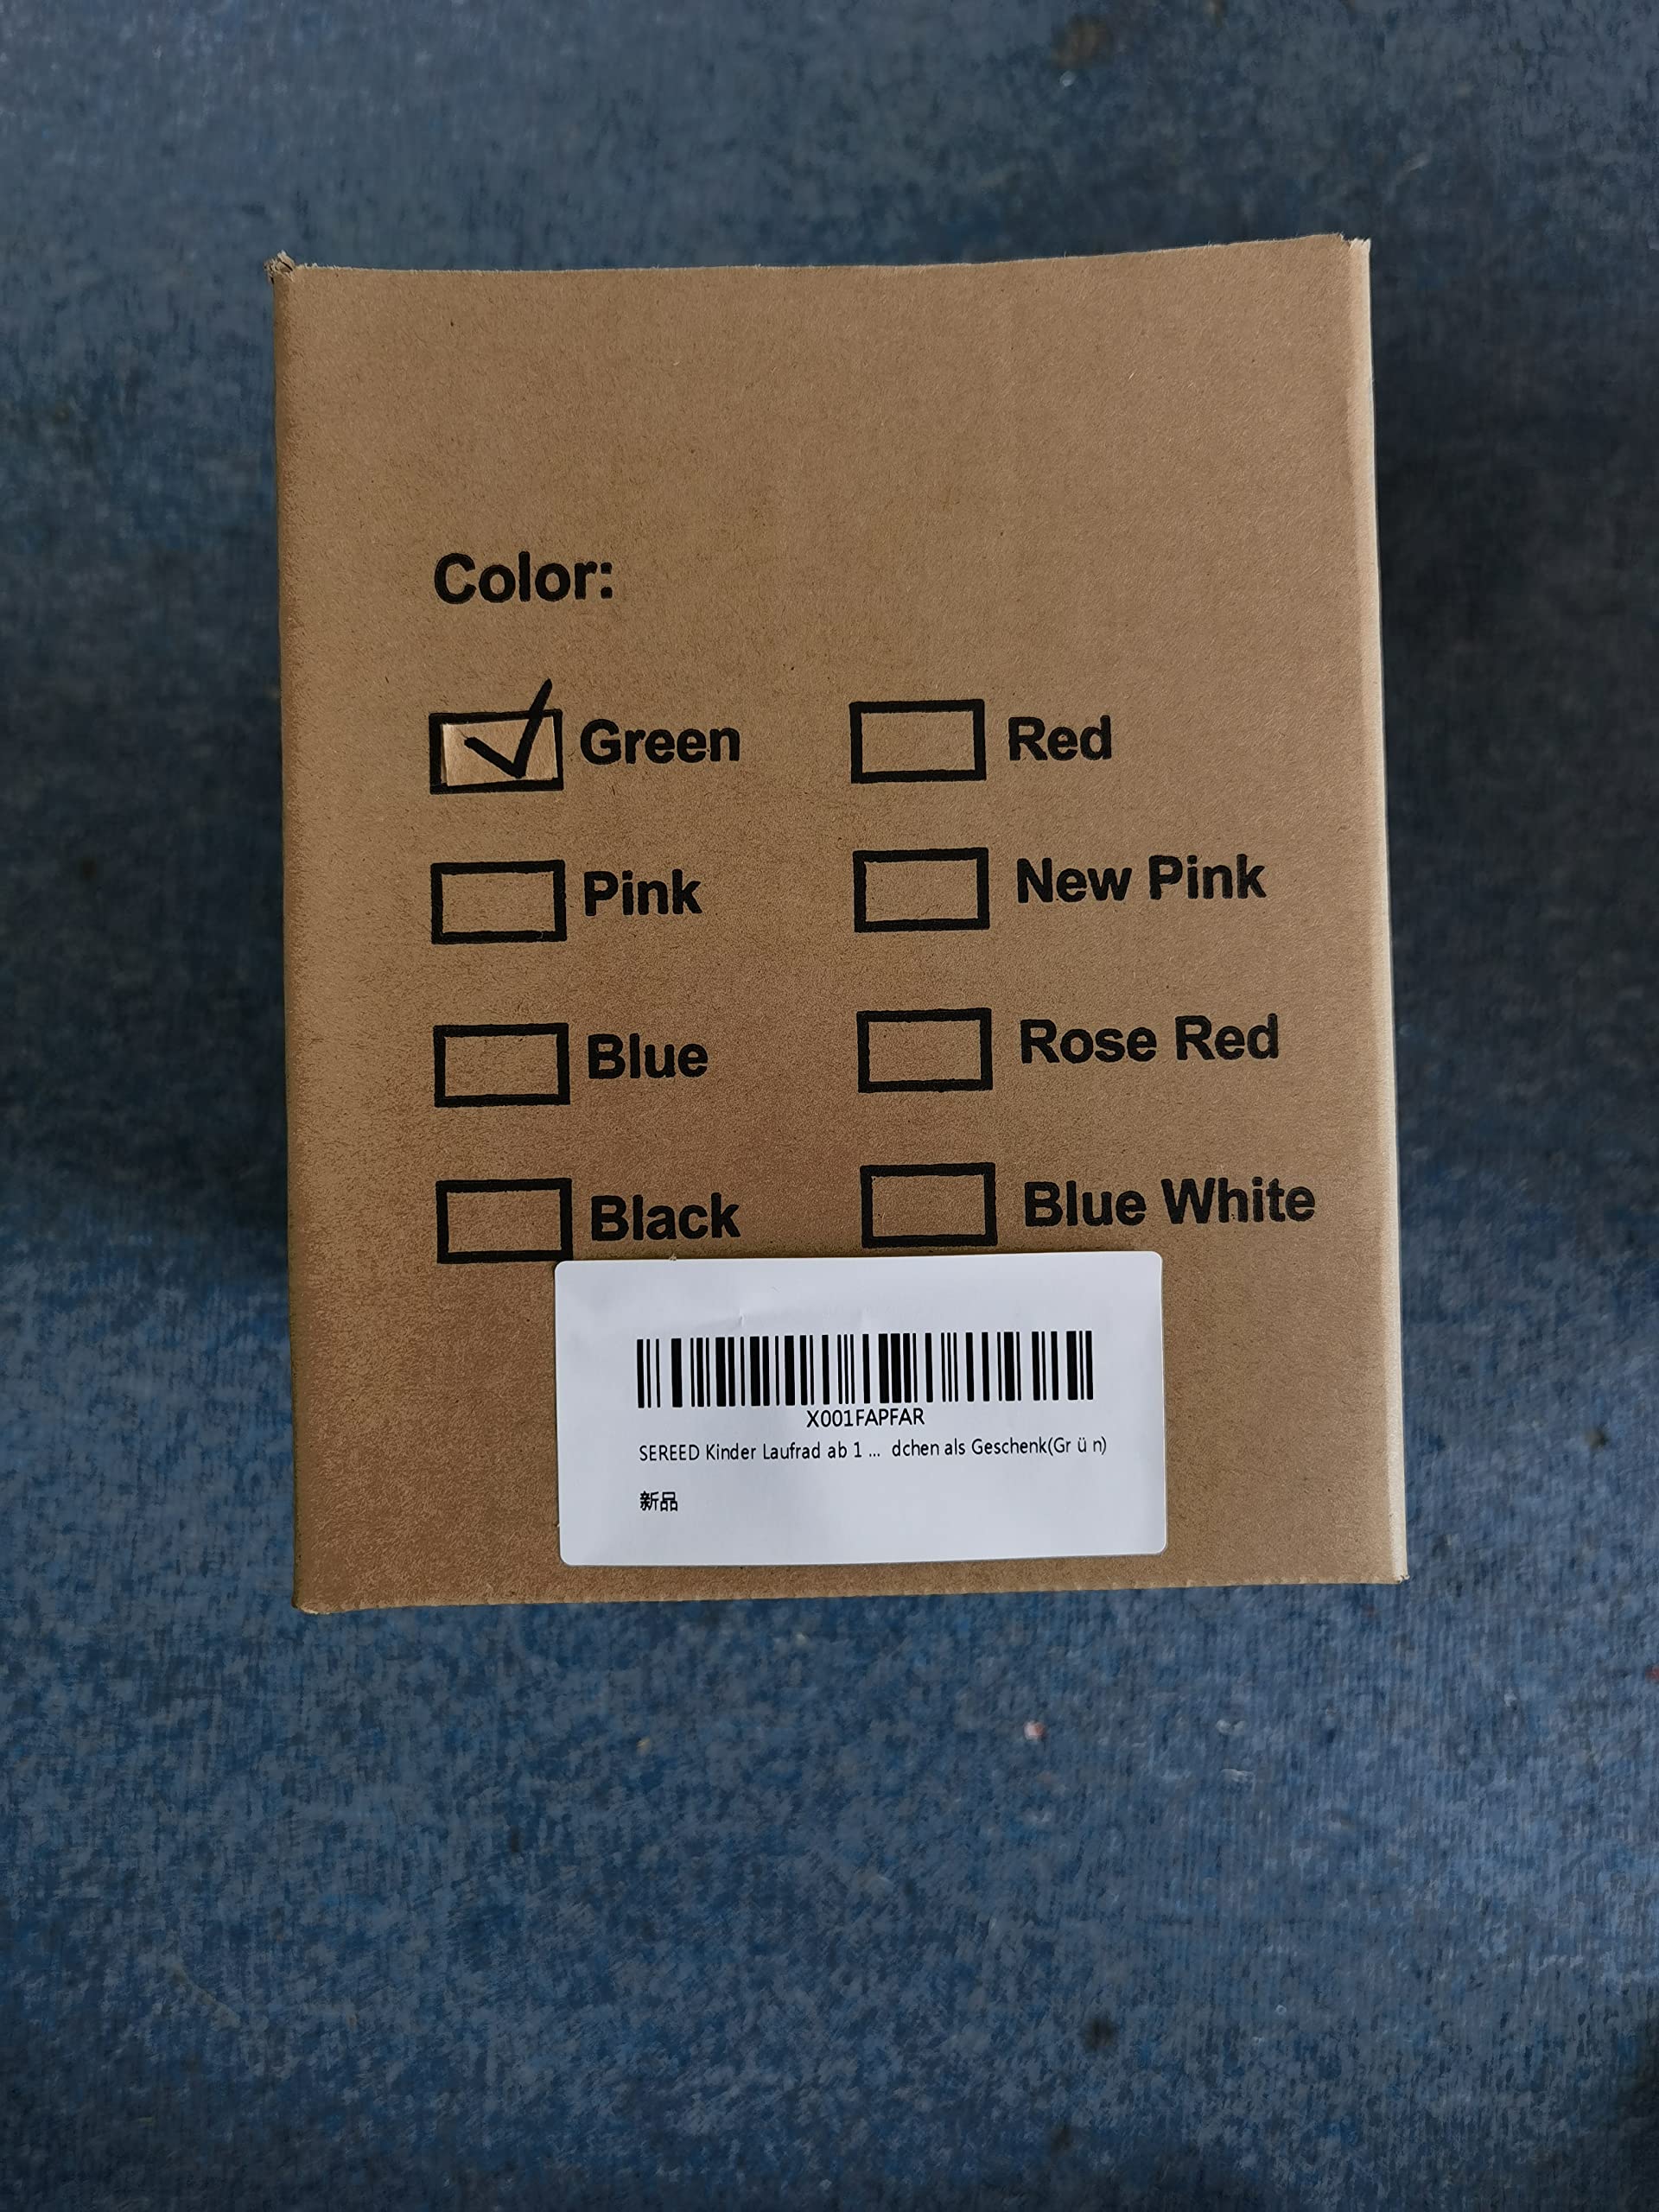 Color:
Green Red
Pink New Pink
Blue Rose Red
Black Blue White
X001FAPFAR
SEREED Kinder Laufrad ab 1 ... dchen als Geschenk(Gr ü n)
新品